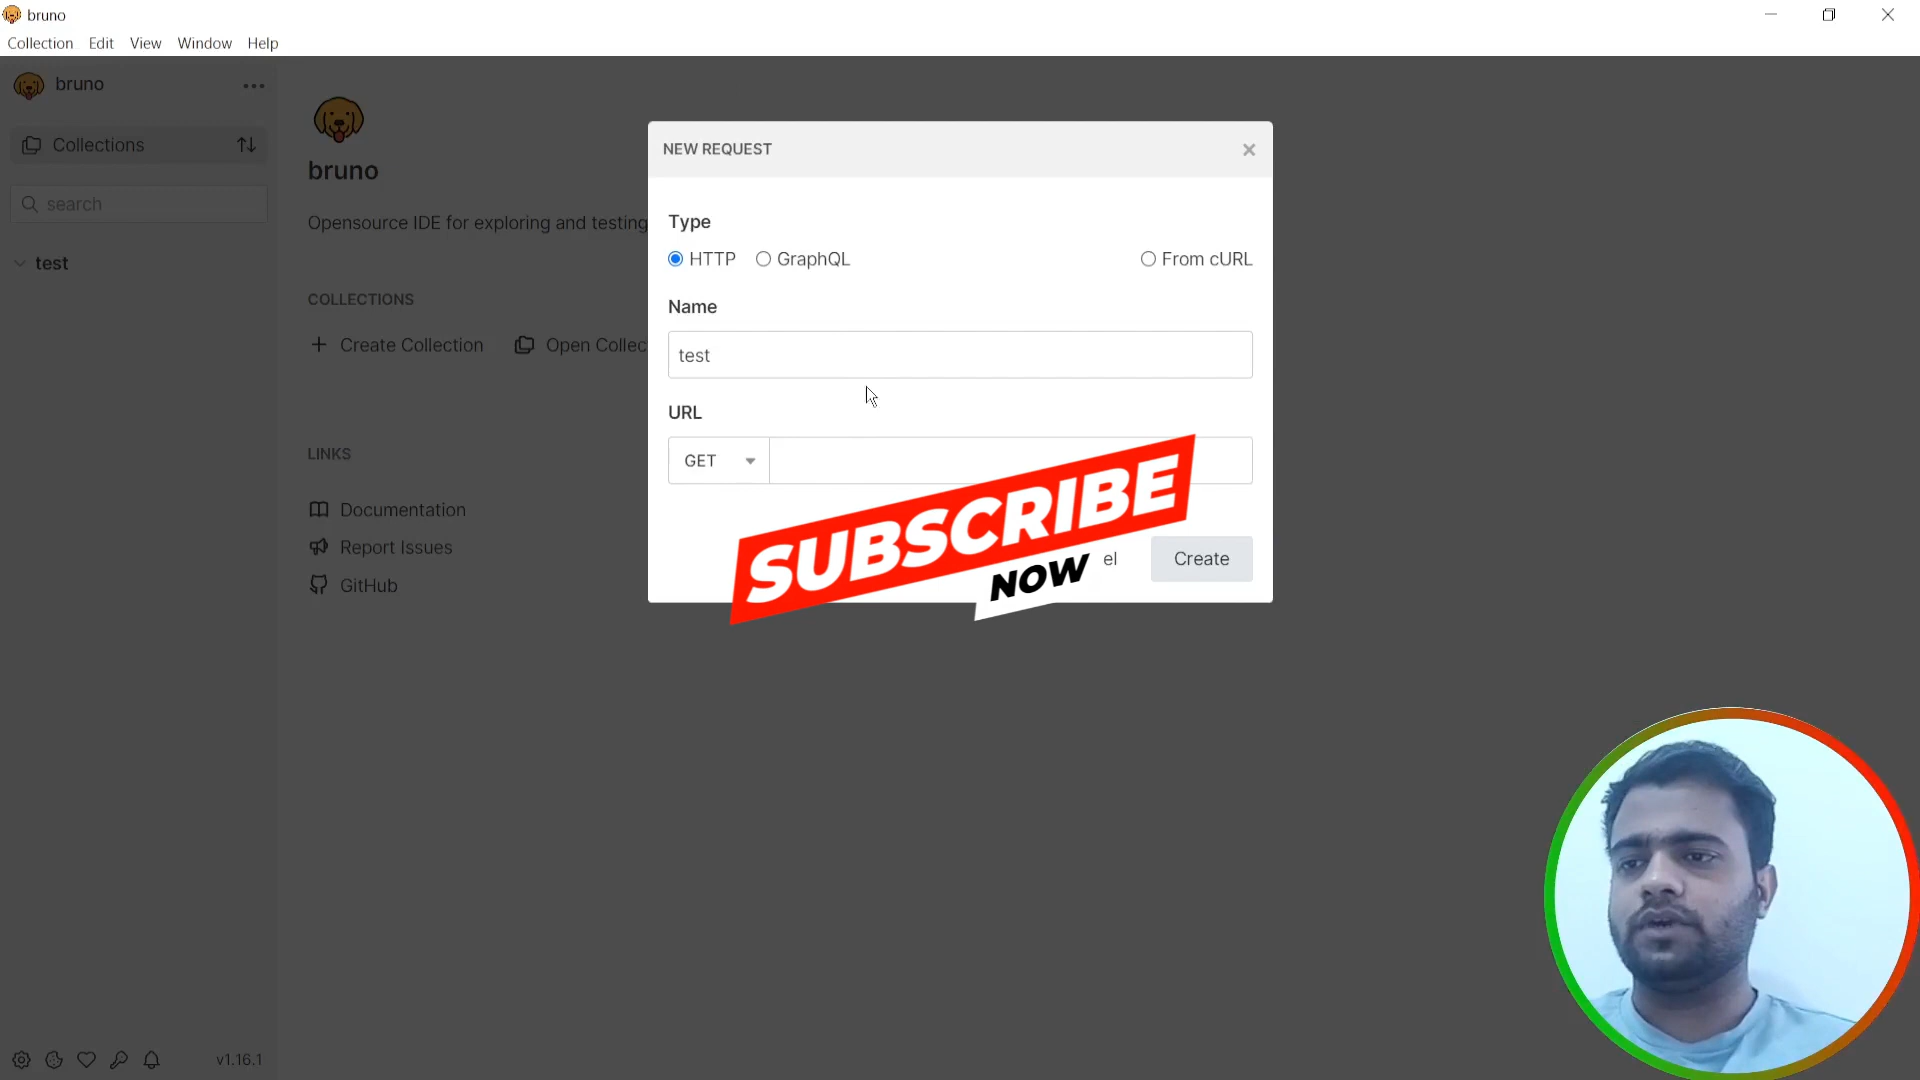 bruno
Collection Edit View Window Help
bruno
Collections
search
test
bruno
Opensource IDE for exploring and testing
COLLECTIONS
Create Collection
Open Collec
LINKS
Documentation
Report Issues
GitHub
NEW REQUEST
Type
HTTP GraphQL From cURL
Name
test
URL
GET
el Create
SUBSCRIBE
NOW
v1.16.1